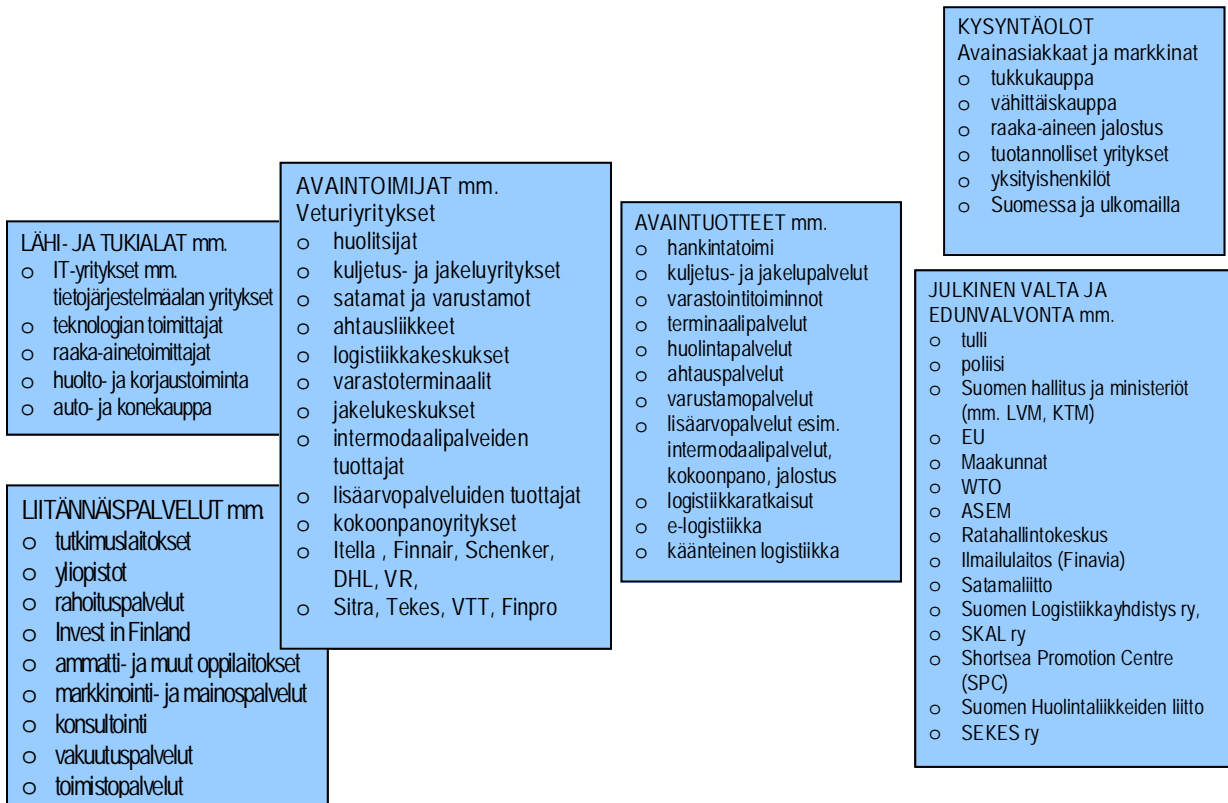 KYSYNTÄOLOT
Avainasiakkaat ja markkinat
o tukkukauppa
o vähittäiskauppa
o raaka-aineen jalostus
o tuotannolliset yritykset
o yksityishenkilöt
o Suomessa ja ulkomailla
AVAINTOIMIJAT mm.
Veturiyritykset
o huolitsijat
o kuljetus- ja jakeluyritykset
o satamat ja varustamot
o ahtausliikkeet
o logistiikkakeskukset
o varastoterminaalit
o jakelukeskukset
o intermodaalipalveiden
tuottajat
o lisäarvopalveluiden tuottajat
o kokoonpanoyritykset
o Itella , Finnair, Schenker,
DHL, VR,
o Sitra, Tekes, VTT, Finpro
AVAINTUOTTEET mm.
o hankintatoimi
o kuljetus- ja jakelupalvelut
o varastointitoiminnot
o terminaalipalvelut
o huolintapalvelut
o ahtauspalvelut
o varustamopalvelut
o lisäarvopalvelut esim.
intermodaalipalvelut,
kokoonpano, jalostus
o logistiikkaratkaisut
o e-logistiikka
o käänteinen logistiikka
LÄHI- JA TUKIALAT mm.
o IT-yritykset mm.
tietojärjestelmäalan yritykset
o teknologian toimittajat
o raaka-ainetoimittajat
o huolto- ja korjaustoiminta
o auto- ja konekauppa
JULKINEN VALTA JA
EDUNVALVONTA mm.
o tulli
o poliisi
o Suomen hallitus ja ministeriöt
(mm. LVM, KTM)
o EU
o Maakunnat
o WTO
o ASEM
o Ratahallintokeskus
o Ilmailulaitos (Finavia)
o Satamaliitto
o Suomen Logistiikkayhdistys ry,
o SKAL ry
o Shortsea Promotion Centre
(SPC)
o Suomen Huolintaliikkeiden liitto
o SEKES ry
LIITÄNNÄISPALVELUT mm.
o tutkimuslaitokset
o yliopistot
o rahoituspalvelut
o Invest in Finland
o ammatti- ja muut oppilaitokset
o markkinointi- ja mainospalvelut
o konsultointi
o vakuutuspalvelut
o toimistopalvelut